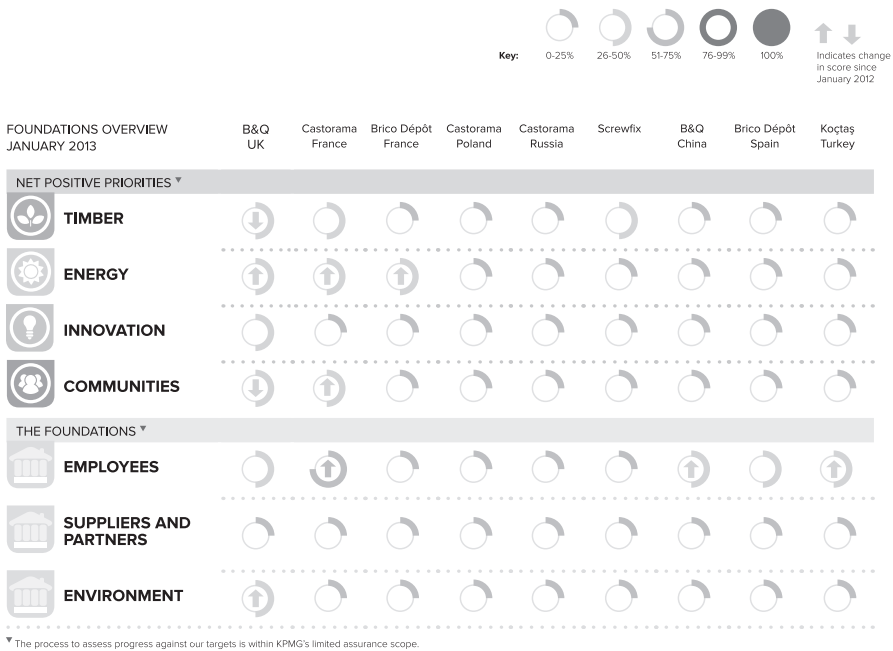 Key:
0-25%
26-50%
51-75%
76-99%
100%
Indicates change
in score since
January 2012
FOUNDATIONS OVERVIEW
JANUARY 2013
B&Q
UK
Castorama
France
Brico Dépôt
France
Castorama
Poland
Castorama
Russia
Screwfix
B&Q
China
Brico Dépôt
Spain
Koçtaş
Turkey
NET POSITIVE PRIORITIES ▼
TIMBER
ENERGY
INNOVATION
COMMUNITIES
THE FOUNDATIONS ▼
EMPLOYEES
SUPPLIERS AND
PARTNERS
ENVIRONMENT
▼ The process to assess progress against our targets is within KPMG's limited assurance scope.